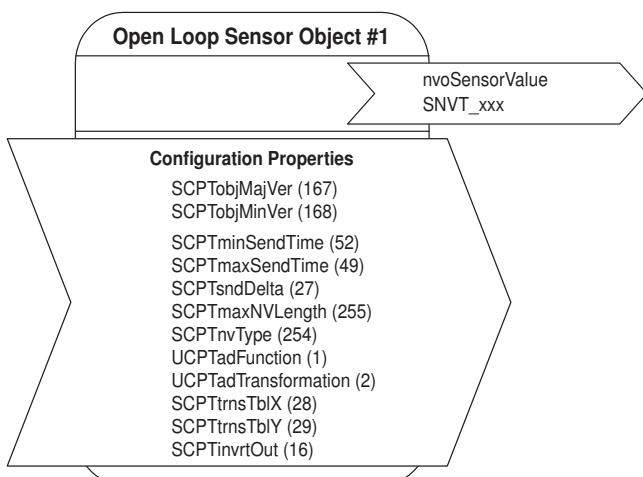 Open Loop Sensor Object #1
nvoSensorValue
SNVT_xxx
Configuration Properties
SCPTobjMajVer (167)
SCPTobjMinVer (168)
SCPTminSendTime (52)
SCPTmaxSendTime (49)
SCPTsndDelta (27)
SCPTmaxNVLength (255)
SCPTnvType (254)
UCPTadFunction (1)
UCPTadTransformation (2)
SCPTtrnsTblX (28)
SCPTtrnsTblY (29)
SCPTinvrtOut (16)